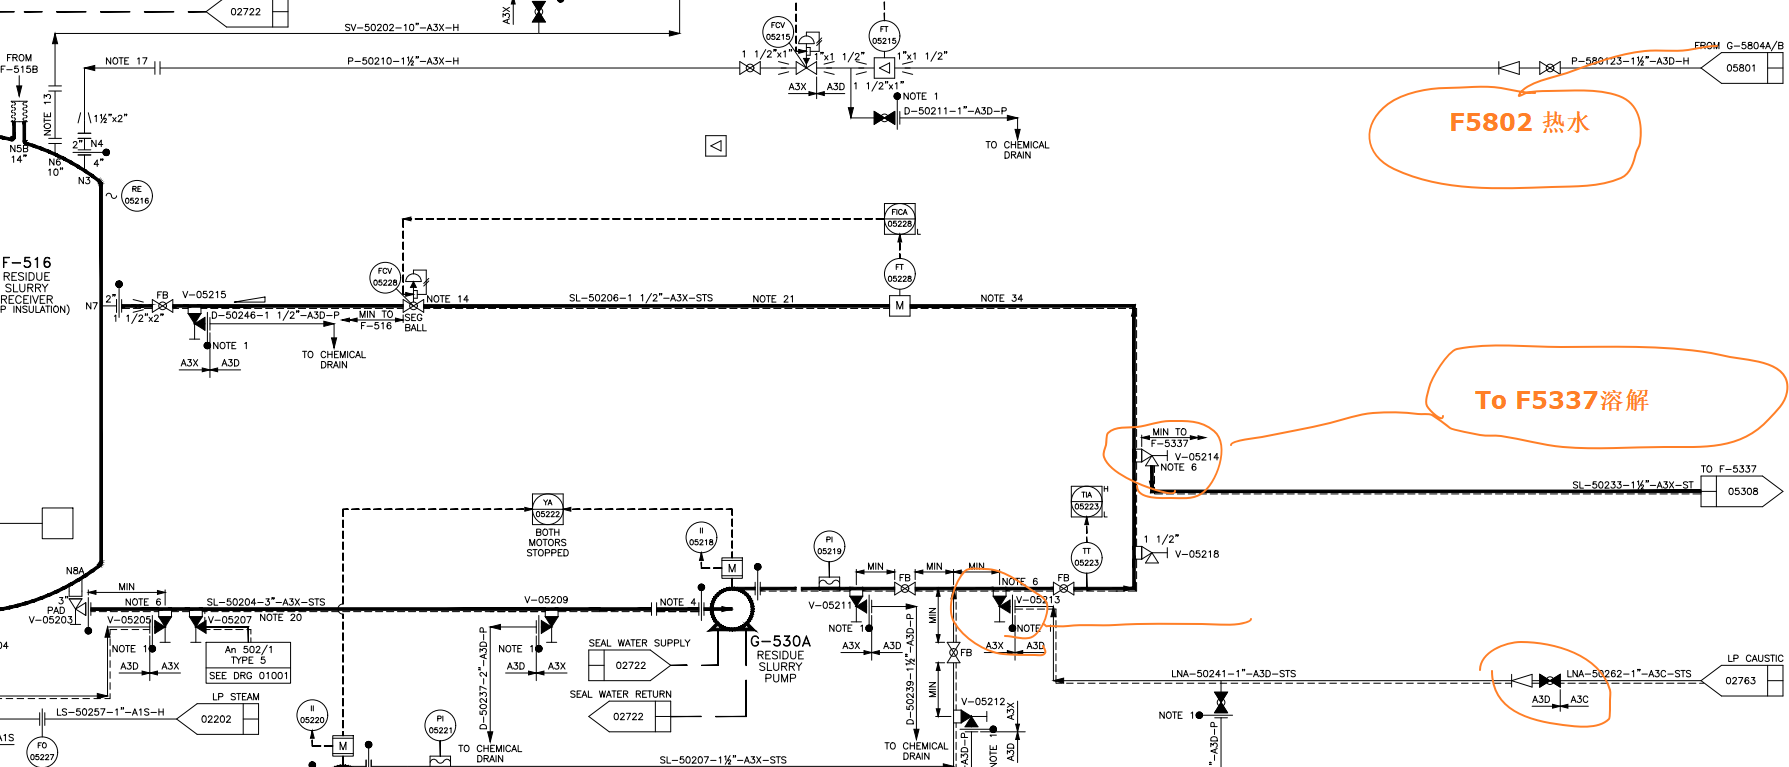 02722
A3X
SV-50202-10"-A3X-H
FROM
F-515B
NOTE 17
P-50210-1½"-A3X-H
FCV
05215
FT
05215
1 1/2"x1"
1"x1 1/2"
1"x1 1/2"
A3X
A3D
1 1/2"x1"
NOTE 1
D-50211-1"-A3D-P
TO CHEMICAL
DRAIN
FROM G-5804A/B
P-580123-1½"-A3D-H
05801
F5802 热水
NOTE 13
1½"x2"
2"
N4
4"
N5B
14"
N6
10"
N3
RE
05216
FICA
05228
L
FT
05228
FCV
05228
F-516
RESIDUE
SLURRY
RECEIVER
P INSULATION)
N7
2"
1 1/2"x2"
FB
V-05215
D-50246-1 1/2"-A3D-P
MIN TO
F-516
SEG
BALL
NOTE 14
SL-50206-1 1/2"-A3X-STS
NOTE 21
M
NOTE 34
NOTE 1
A3X
A3D
TO CHEMICAL
DRAIN
To F5337溶解
MIN TO
F-5337
V-05214
NOTE 6
TO F-5337
SL-50233-1½"-A3X-ST
05308
YA
05222
BOTH
MOTORS
STOPPED
II
05218
M
PI
05219
TIA
05223
H
L
TT
05223
1 1/2"
V-05218
N8A
3"
PAD
V-05203
MIN
NOTE 6
SL-50204-3"-A3X-STS
NOTE 20
V-05205
V-05207
NOTE 1
A3D
A3X
An 502/1
TYPE 5
SEE DRG 01001
V-05209
NOTE 4
NOTE 1
A3D
A3X
D-50237-2"-A3D-P
TO CHEMICAL
DRAIN
SEAL WATER SUPPLY
02722
SEAL WATER RETURN
02722
G-530A
RESIDUE
SLURRY
PUMP
MIN
FB
MIN
MIN
NOTE 6
FB
V-05211
NOTE 1
A3X
A3D
V-05213
NOTE
A3X
A3D
MIN
FB
MIN
D-50239-1½"-A3D-P
TO CHEMICAL
DRAIN
V-05212
A3X
A3D
NOTE 1
A3D-P
LNA-50241-1"-A3D-STS
LNA-50262-1"-A3C-STS
A3D
A3C
LP CAUSTIC
02763
NOTE 1
"-A3D-P
04
LP STEAM
LS-50257-1"-A1S-H
02202
FO
05227
A1S
II
05220
M
PI
05221
SL-50207-1½"-A3X-STS